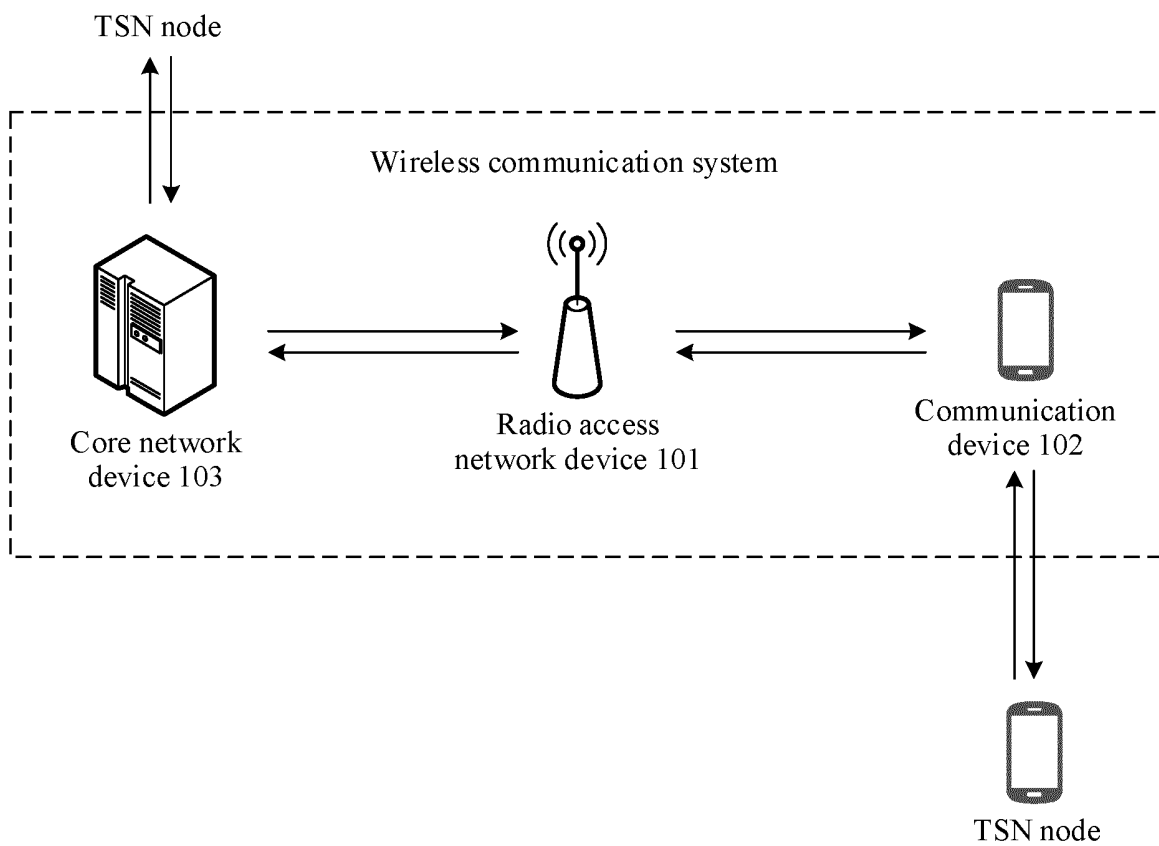 TSN node
Wireless communication system
Core network
device 103
Radio access
network device 101
Communication
device 102
TSN node